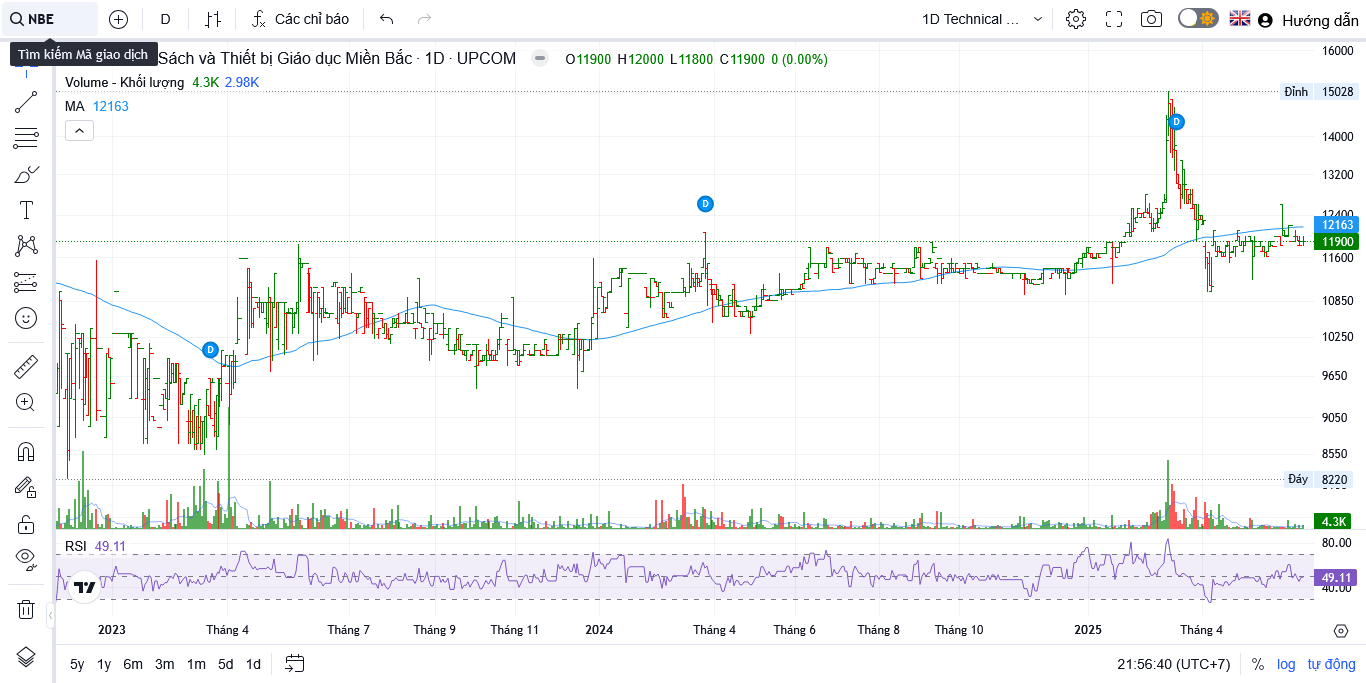 NBE
D
Các chỉ báo
1D Technical ...
Hướng dẫn
Tìm kiếm Mã giao dịch
Sách và Thiết bị Giáo dục Miền Bắc · 1D · UPCOM
O11900 H12000 L11800 C11900 0 (0.00%)
Volume - Khối lượng 4.3K 2.98K
MA 12163
16000
Đỉnh 15028
14000
13200
12400
12163
11900
11600
10850
10250
9650
9050
8550
Đáy 8220
4.3K
D
D
D
RSI 49.11
80.00
49.11
40.00
2023
Tháng 4
Tháng 7
Tháng 9
Tháng 11
2024
Tháng 4
Tháng 6
Tháng 8
Tháng 10
2025
Tháng 4
5y 1y 6m 3m 1m 5d 1d
21:56:40 (UTC+7)
% log tự động